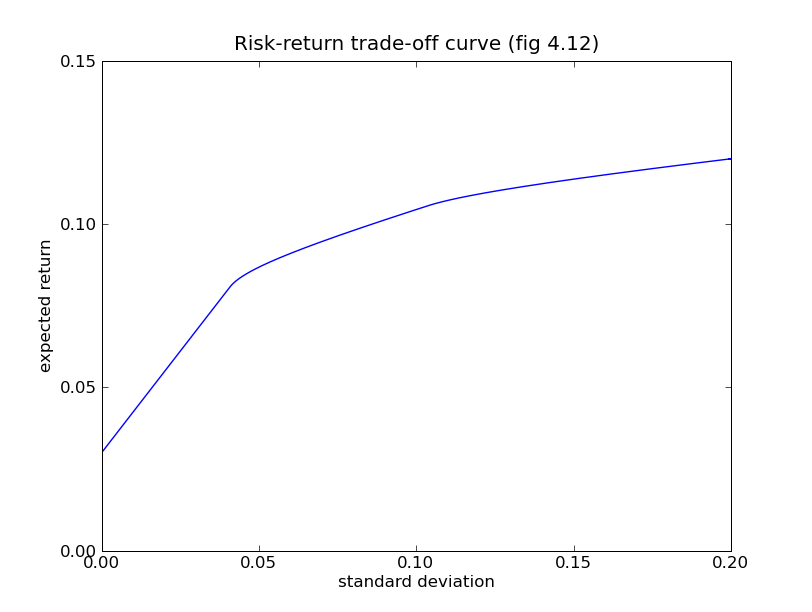 Risk-return trade-off curve (fig 4.12)
0.15
0.10
0.05
0.00
expected return
0.00 0.05 0.10 0.15 0.20
standard deviation